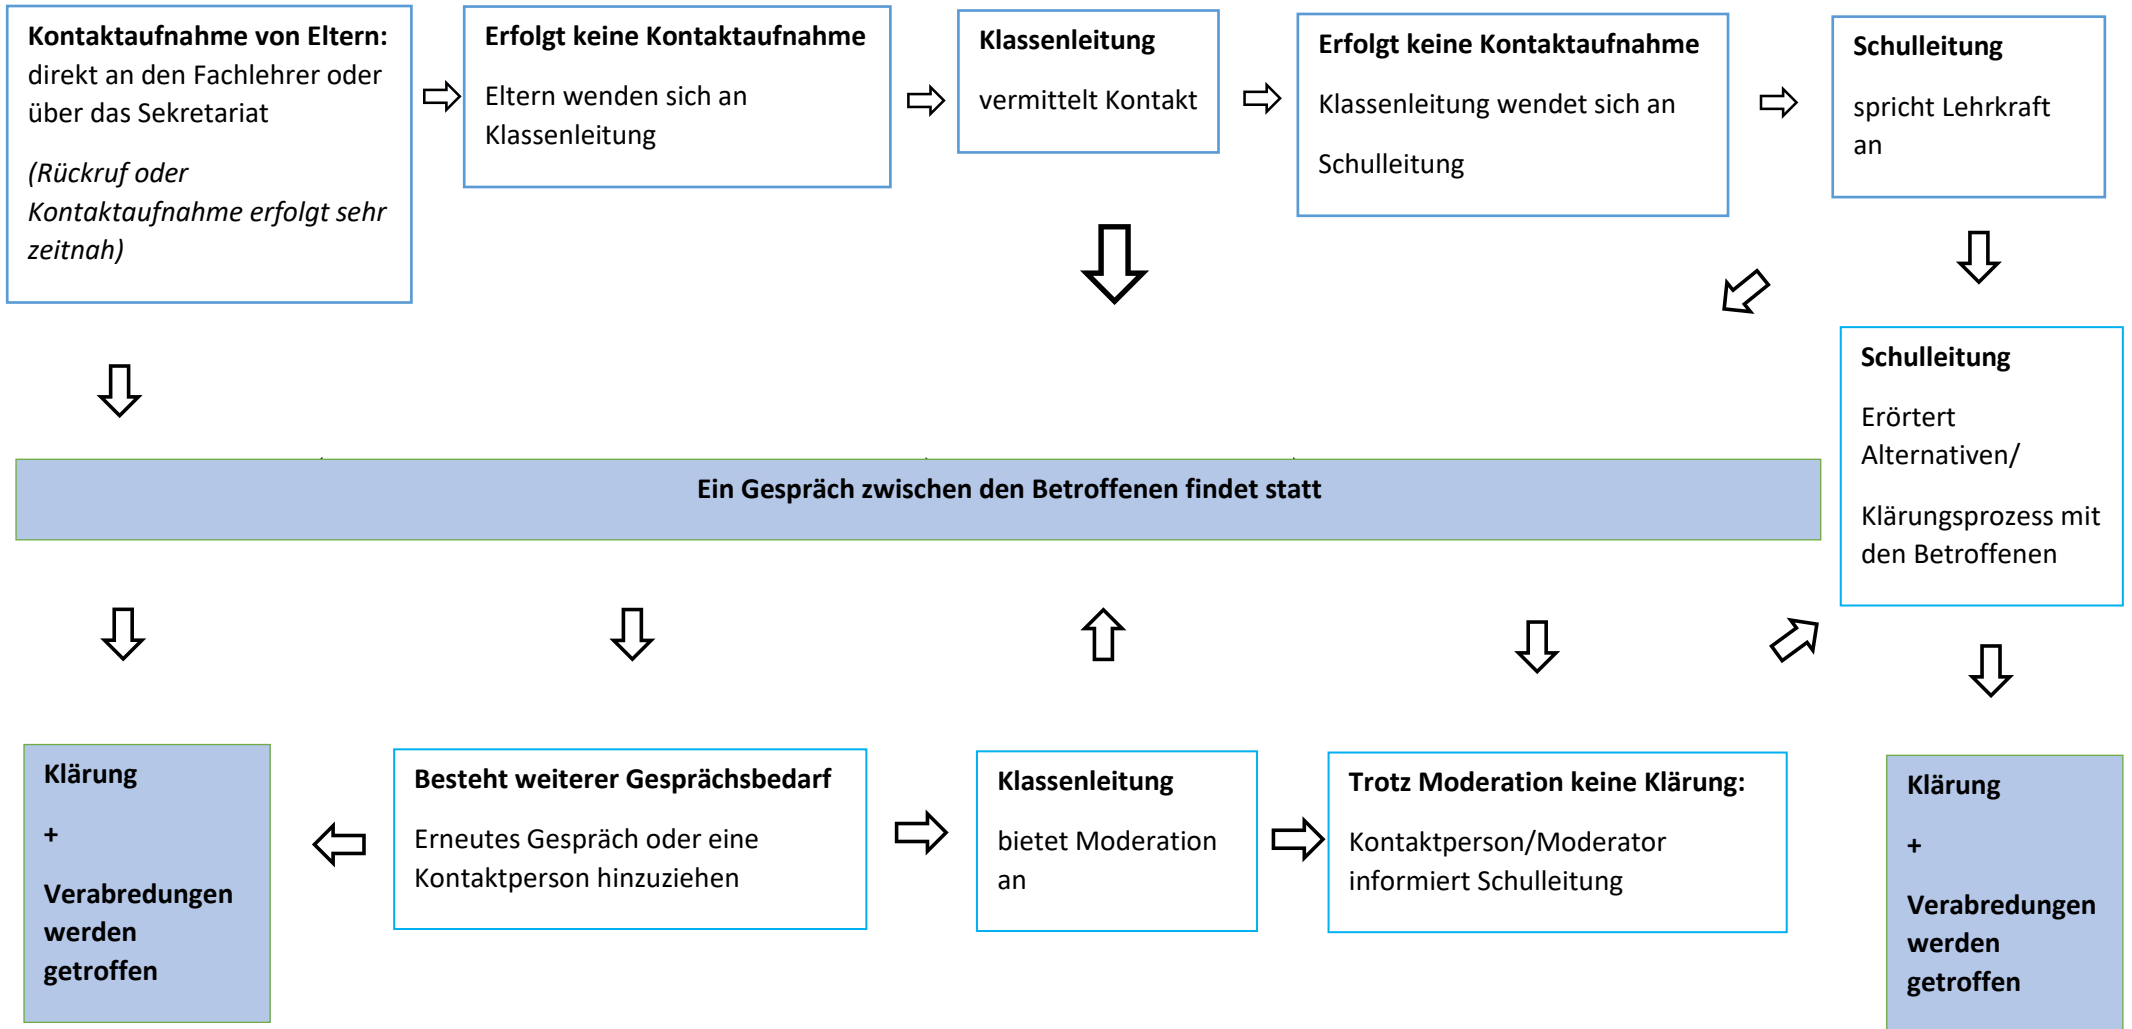 Kontaktaufnahme von Eltern:
direkt an den Fachlehrer oder
über das Sekretariat
(Rückruf oder
Kontaktaufnahme erfolgt sehr
zeitnah)
Erfolgt keine Kontaktaufnahme
Eltern wenden sich an
Klassenleitung
Klassenleitung
vermittelt Kontakt
Erfolgt keine Kontaktaufnahme
Klassenleitung wendet sich an
Schulleitung
Schulleitung
spricht Lehrkraft
an
Schulleitung
Erörtert
Alternativen/
Klärungsprozess mit
den Betroffenen
Ein Gespräch zwischen den Betroffenen findet statt
Klärung
+
Verabredungen
werden
getroffen
Besteht weiterer Gesprächsbedarf
Erneutes Gespräch oder eine
Kontaktperson hinzuziehen
Klassenleitung
bietet Moderation
an
Trotz Moderation keine Klärung:
Kontaktperson/Moderator
informiert Schulleitung
Klärung
+
Verabredungen
werden
getroffen